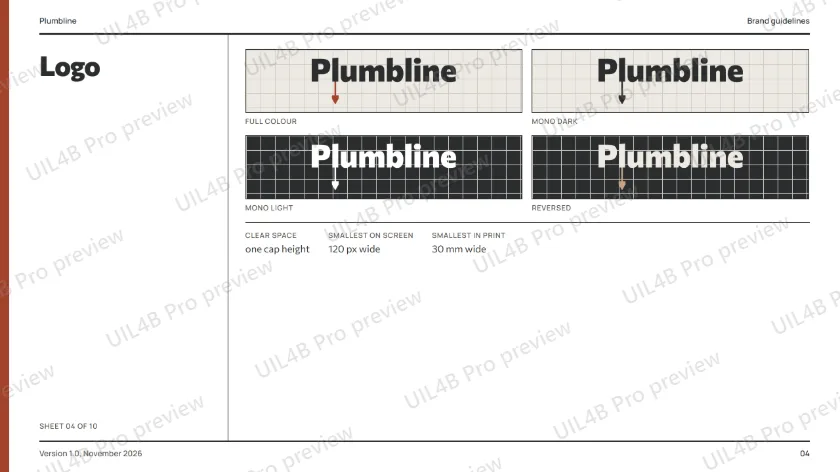 Plumbline
Brand guidelines
Logo
Plumbline
FULL COLOUR
Plumbline
MONO DARK
Plumbline
MONO LIGHT
Plumbline
REVERSED
CLEAR SPACE
one cap height
SMALLEST ON SCREEN
120 px wide
SMALLEST IN PRINT
30 mm wide
SHEET 04 OF 10
Version 1.0, November 2026
04
UIL4B Pro preview